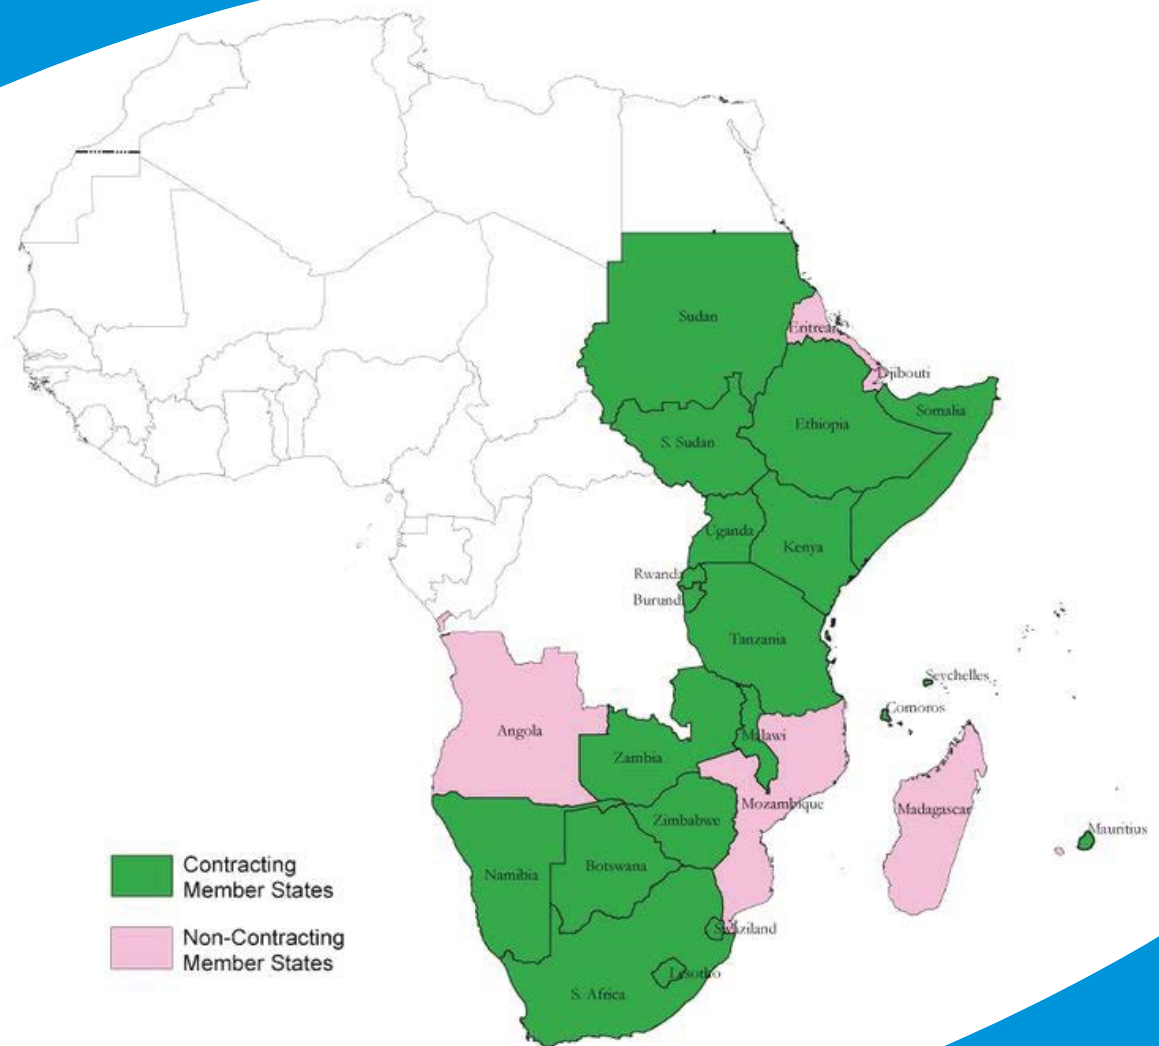 Sudan
Eritrea
Djibouti
Somalia
Ethiopia
S. Sudan
Uganda
Kenya
Rwanda
Burundi
Tanzania
Seychelles
Comoros
Angola
Malawi
Zambia
Mozambique
Madagascar
Zimbabwe
Mauritius
Botswana
Namibia
Contracting
Member States
Non-Contracting
Member States
Swaziland
Lesotho
S. Africa